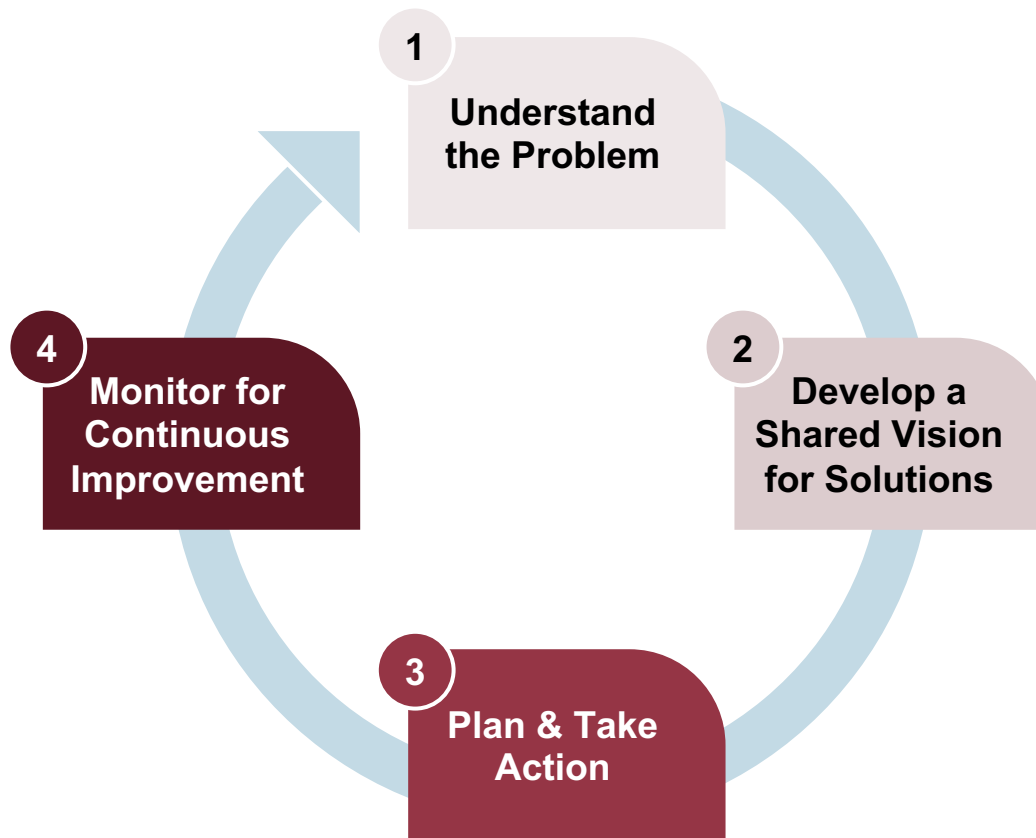 1
Understand
the Problem
2
Develop a
Shared Vision
for Solutions
3
Plan & Take
Action
4
Monitor for
Continuous
Improvement